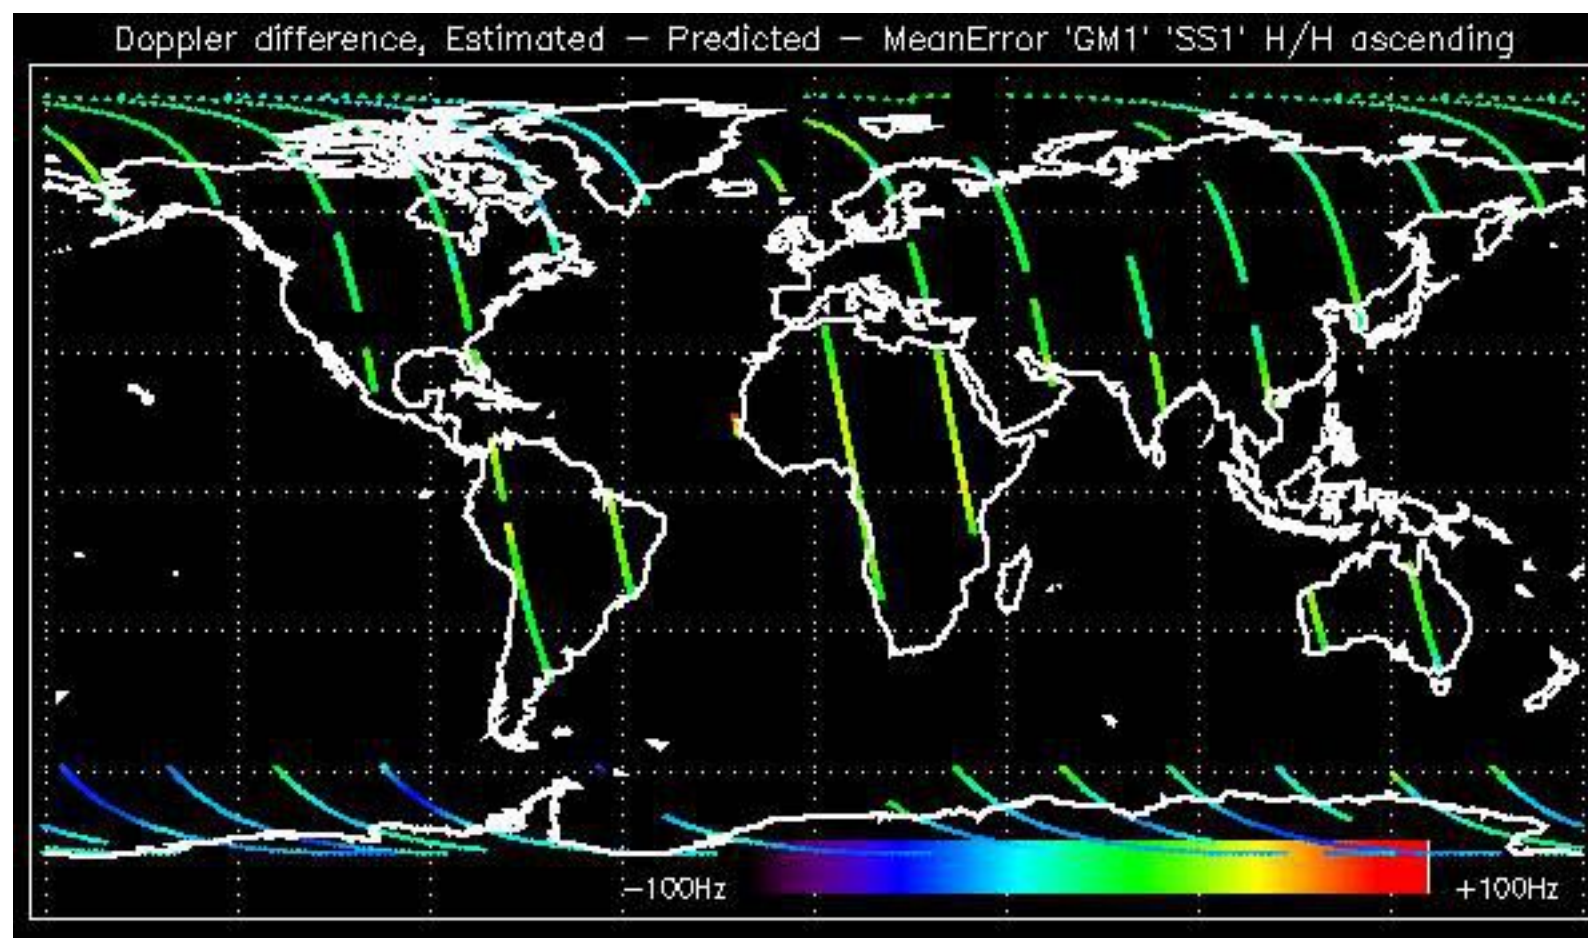 Doppler difference, Estimated − Predicted − MeanError 'GM1' 'SS1' H/H ascending
−100Hz
+100Hz